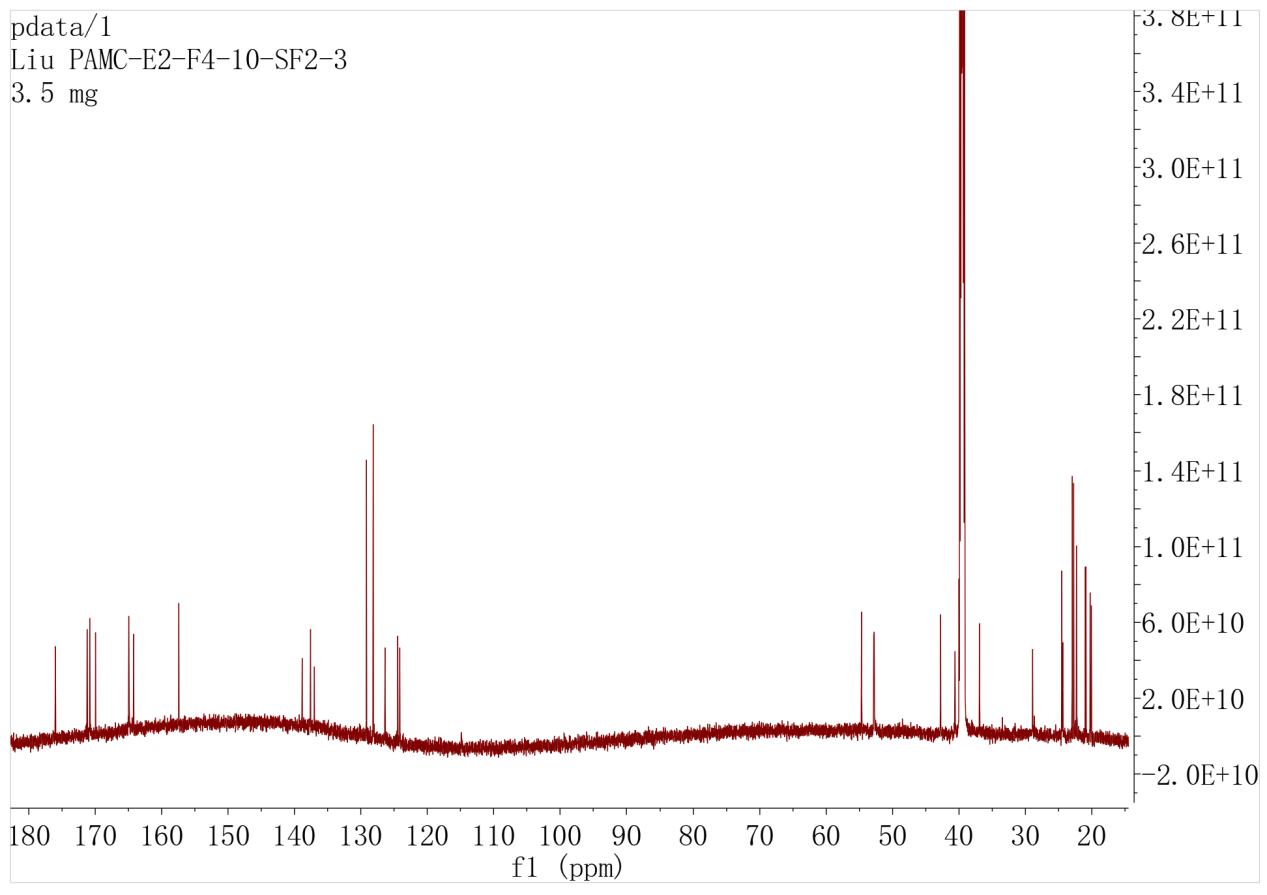 pdata/1
Liu PAMC-E2-F4-10-SF2-3
3.5 mg
3.8E+11
3.4E+11
3.0E+11
2.6E+11
2.2E+11
1.8E+11
1.4E+11
1.0E+11
6.0E+10
2.0E+10
-2.0E+10
180 170 160 150 140 130 120 110 100 90 80 70 60 50 40 30 20
f1 (ppm)